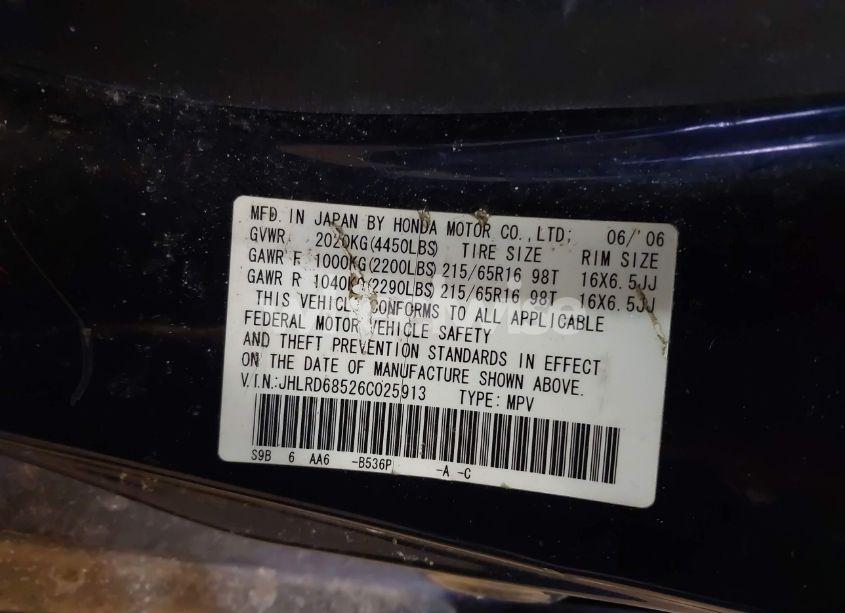 MFD. IN JAPAN BY HONDA MOTOR CO.,LTD; 06/'06
GVWR 2020KG(4450LBS) TIRE SIZE RIM SIZE
GAWR F 1000KG(2200LBS) 215/65R16 98T 16X6.5JJ
GAWR R 1040KG(2290LBS) 215/65R16 98T 16X6.5JJ
THIS VEHICLE CONFORMS TO ALL APPLICABLE
FEDERAL MOTOR VEHICLE SAFETY
AND THEFT PREVENTION STANDARDS IN EFFECT
ON THE DATE OF MANUFACTURE SHOWN ABOVE.
V.I.N.:JHLRD68526C025913 TYPE: MPV
S9B 6 AA6 -B536P -A -C